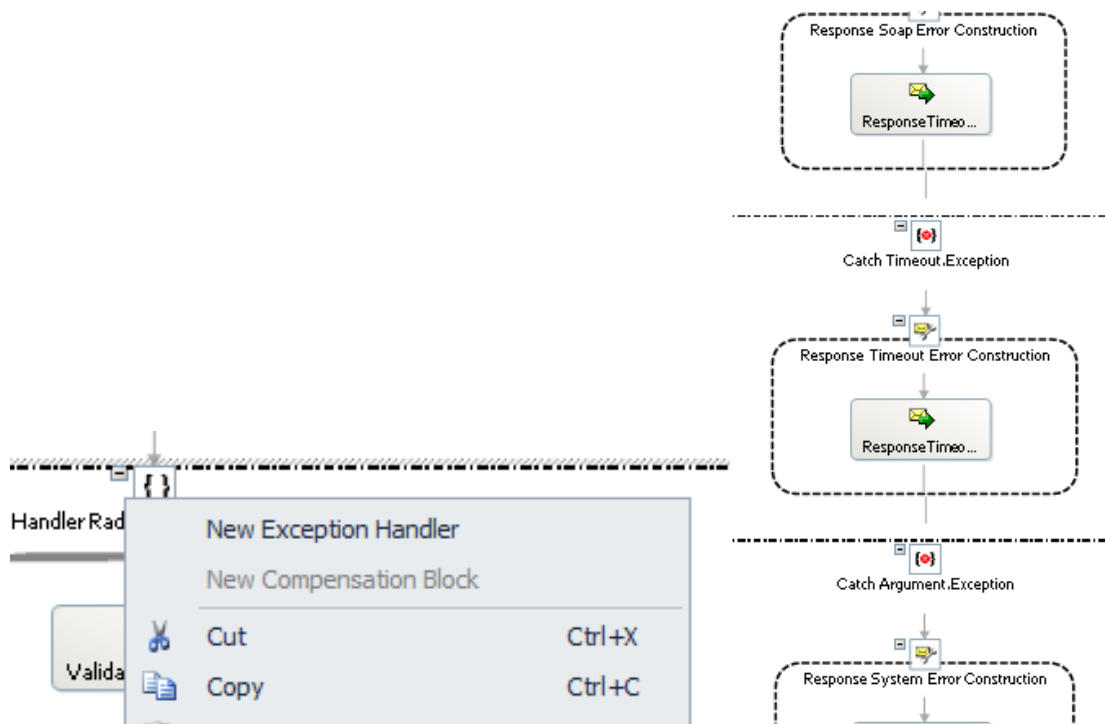 Response Soap Error Construction
ResponseTimeo...
Catch Timeout.Exception
Response Timeout Error Construction
ResponseTimeo...
Catch Argument.Exception
Response System Error Construction
{ }
Handler Rad
New Exception Handler
New Compensation Block
Cut Ctrl+X
Valida
Copy Ctrl+C